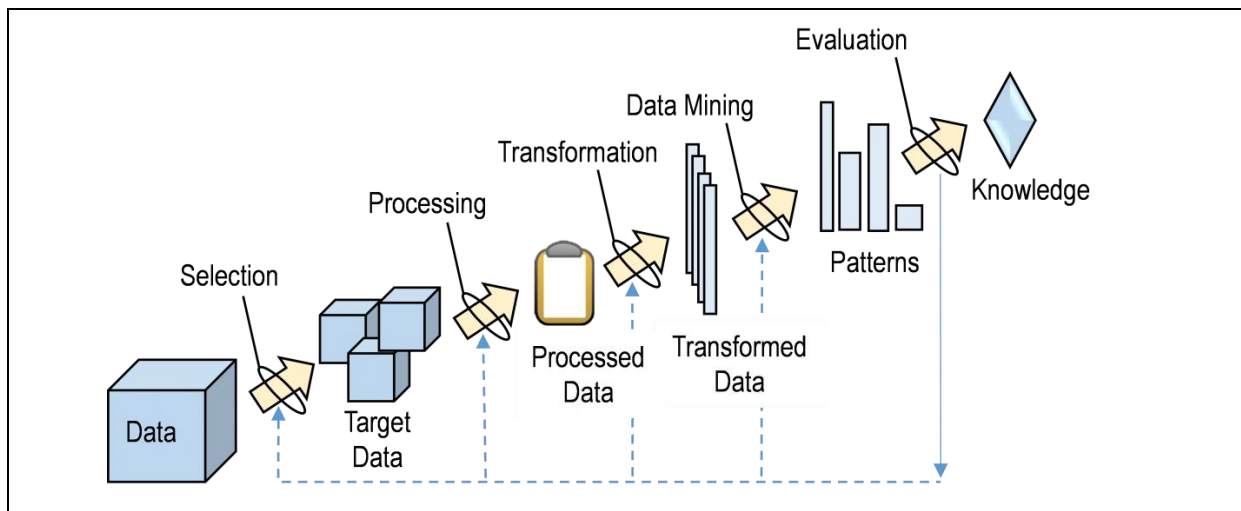 Evaluation
Data Mining
Transformation
Knowledge
Processing
Patterns
Selection
Processed
Data
Transformed
Data
Target
Data
Data